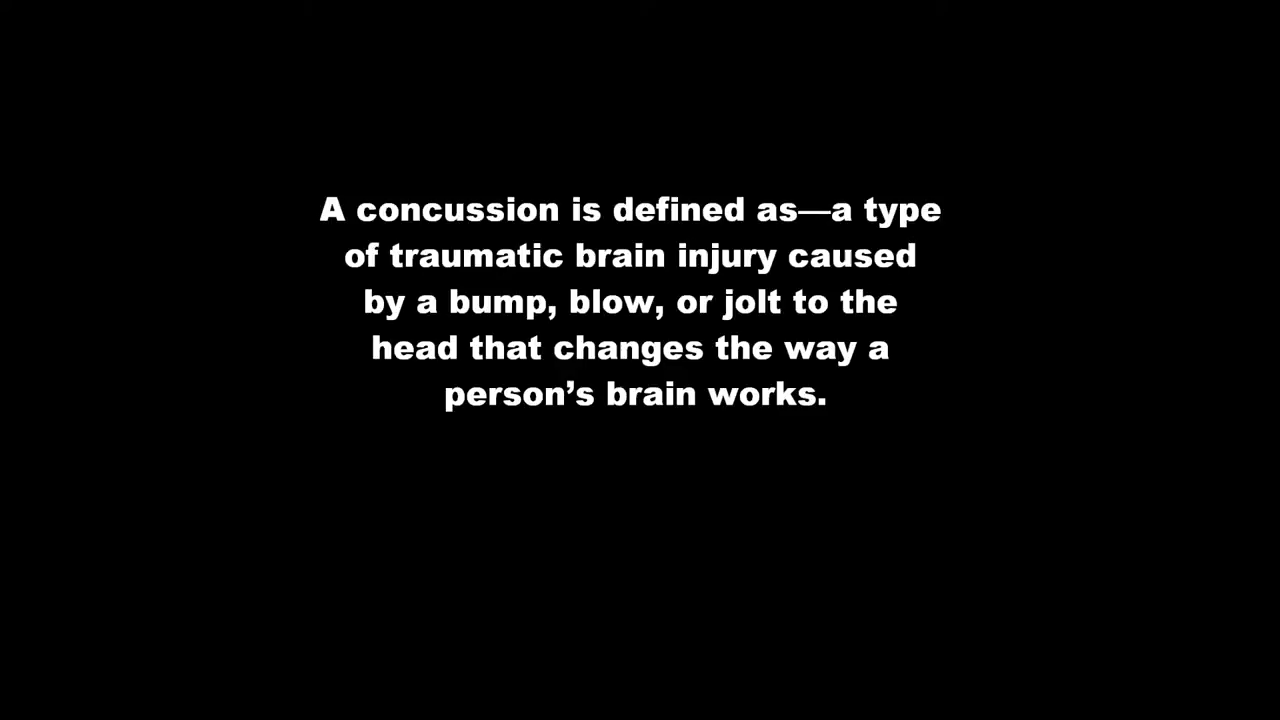 A concussion is defined as—a type
of traumatic brain injury caused
by a bump, blow, or jolt to the
head that changes the way a
person’s brain works.